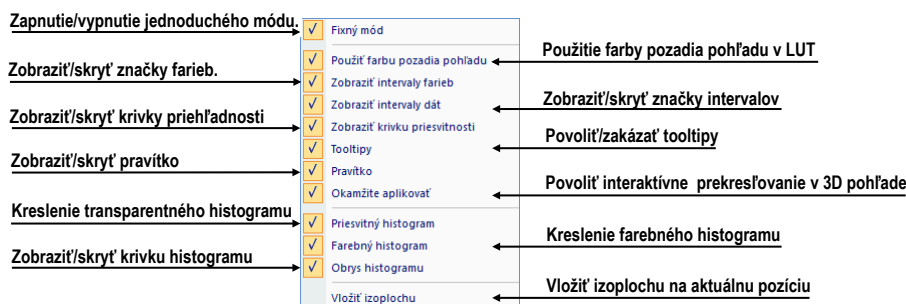 Zapnutie/vypnutie jednoduchého módu.
Fixný mód
Použiť farbu pozadia pohľadu
Použitie farby pozadia pohľadu v LUT
Zobraziť/skryť značky farieb.
Zobraziť intervaly farieb
Zobraziť intervaly dát
Zobraziť/skryť značky intervalov
Zobraziť/skryť krivky priehľadnosti
Zobraziť krivku priesvitnosti
Tooltipy
Povoliť/zakázať tooltipy
Zobraziť/skryť pravítko
Pravítko
Okamžite aplikovať
Povoliť interaktívne prekresľovanie v 3D pohľade
Kreslenie transparentného histogramu
Priesvitný histogram
Farebný histogram
Kreslenie farebného histogramu
Zobraziť/skryť krivku histogramu
Obrys histogramu
Vložiť izoplochu
Vložiť izoplochu na aktuálnu pozíciu